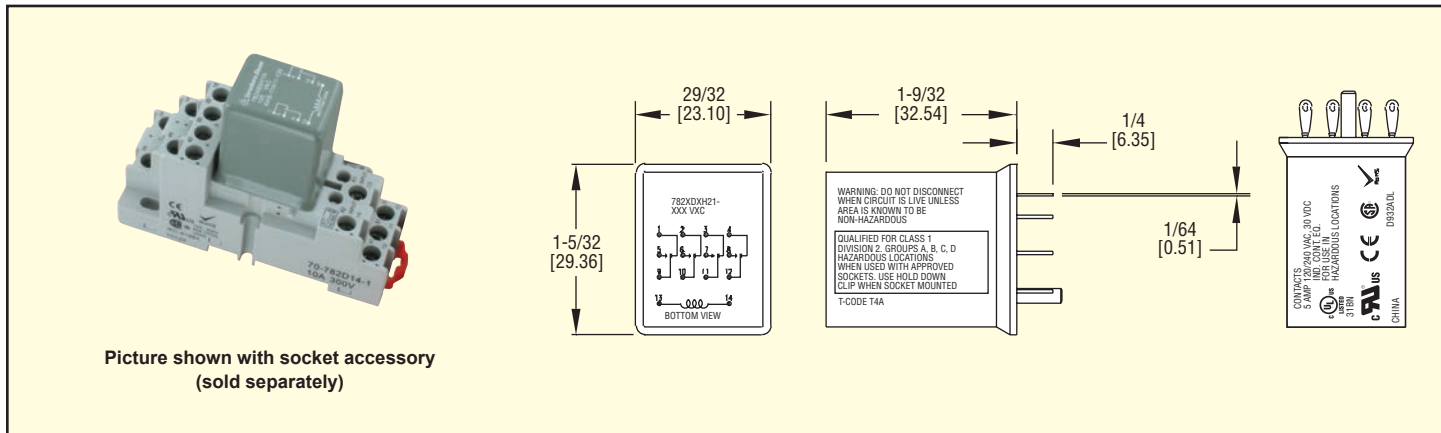 Picture shown with socket accessory
(sold separately)
70-782D14-1
10A 300V
29/32
[23.10]
1-5/32
[29.36]
782XDXH21-
XXX VXC
1 2 3 4
5 6 7 8
9 10 11 12
13 14
BOTTOM VIEW
1-9/32
[32.54]
1/4
[6.35]
1/64
[0.51]
WARNING: DO NOT DISCONNECT
WHEN CIRCUIT IS LIVE UNLESS
AREA IS KNOWN TO BE
NON-HAZARDOUS
QUALIFIED FOR CLASS 1
DIVISION 2, GROUPS A, B, C, D
HAZARDOUS LOCATIONS
WHEN USED WITH APPROVED
SOCKETS. USE HOLD DOWN
CLIP WHEN SOCKET MOUNTED
T-CODE T4A
CONTACTS
5 AMP 120/240 VAC, 30 VDC
IND. CONT. EQ.
FOR USE IN
HAZARDOUS LOCATIONS
C UL US
LISTED
31BN
C US
CE
RoHS
D932ADL
CHINA